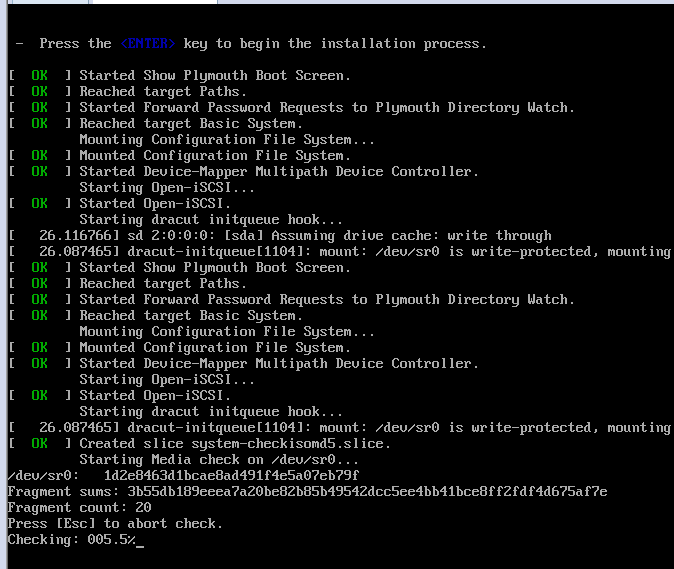 - Press the <ENTER> key to begin the installation process.
[ OK ] Started Show Plymouth Boot Screen.
[ OK ] Reached target Paths.
[ OK ] Started Forward Password Requests to Plymouth Directory Watch.
[ OK ] Reached target Basic System.
Mounting Configuration File System...
[ OK ] Mounted Configuration File System.
[ OK ] Started Device-Mapper Multipath Device Controller.
Starting Open-iSCSI...
[ OK ] Started Open-iSCSI.
Starting dracut initqueue hook...
[ 26.116766] sd 2:0:0:0: [sda] Assuming drive cache: write through
[ 26.087465] dracut-initqueue[1104]: mount: /dev/sr0 is write-protected, mounting
[ OK ] Started Show Plymouth Boot Screen.
[ OK ] Reached target Paths.
[ OK ] Started Forward Password Requests to Plymouth Directory Watch.
[ OK ] Reached target Basic System.
Mounting Configuration File System...
[ OK ] Mounted Configuration File System.
[ OK ] Started Device-Mapper Multipath Device Controller.
Starting Open-iSCSI...
[ OK ] Started Open-iSCSI.
Starting dracut initqueue hook...
[ 26.087465] dracut-initqueue[1104]: mount: /dev/sr0 is write-protected, mounting
[ OK ] Created slice system-checkisomd5.slice.
Starting Media check on /dev/sr0...
/dev/sr0: 1d2e8463d1bcae8ad491f4e5a07eb79f
Fragment sums: 3b55db189eeea7a20be82b85b49542dcc5ee4bb41bce8ff2fdf4d675af7e
Fragment count: 20
Press [Esc] to abort check.
Checking: 005.5%_